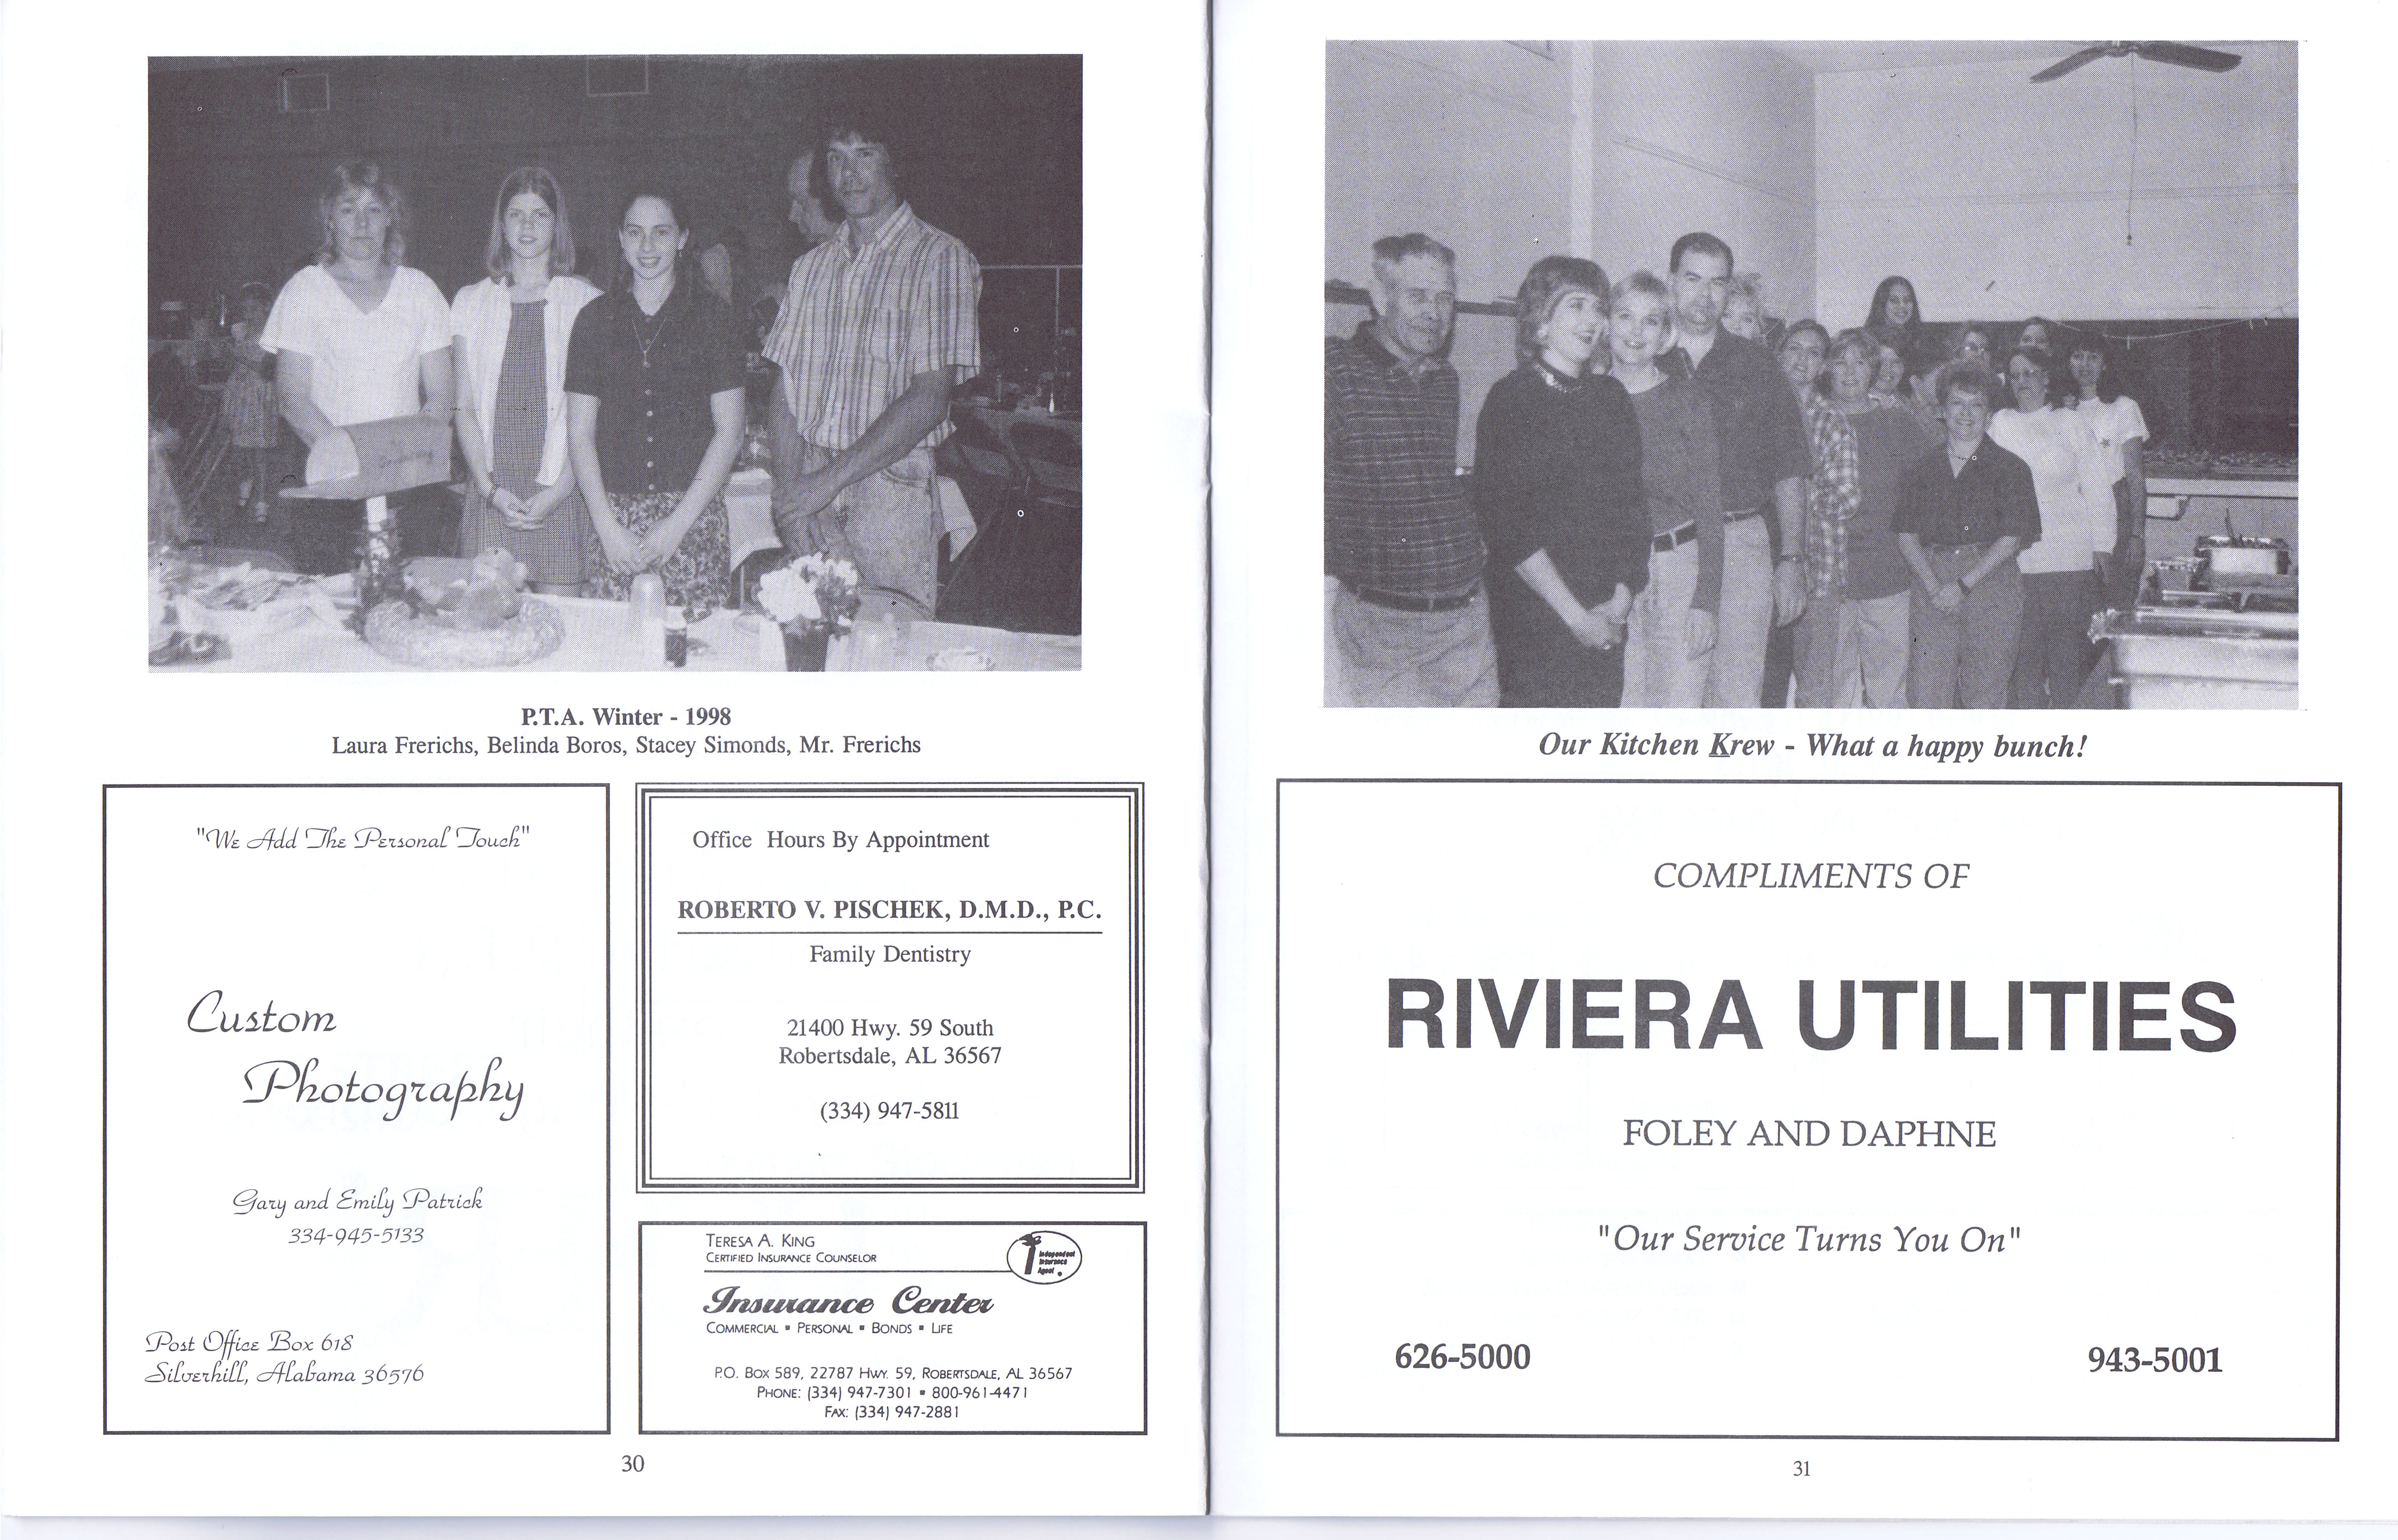 P.T.A. Winter - 1998
Laura Frerichs, Belinda Boros, Stacey Simonds, Mr. Frerichs
"We Add The Personal Touch"
Custom
Photography
Gary and Emily Patrick
334-945-5133
Post Office Box 618
Silverhill, Alabama 36576
Office Hours By Appointment
ROBERTO V. PISCHEK, D.M.D., P.C.
Family Dentistry
21400 Hwy. 59 South
Robertsdale, AL 36567
(334) 947-5811
TERESA A. KING
CERTIFIED INSURANCE COUNSELOR
Independent
Insurance
Agent
Insurance Center
COMMERCIAL ▪ PERSONAL ▪ BONDS ▪ LIFE
P.O. BOX 589, 22787 HWY. 59, ROBERTSDALE, AL 36567
PHONE: (334) 947-7301 ▪ 800-961-4471
FAX: (334) 947-2881
30
Our Kitchen Krew - What a happy bunch!
COMPLIMENTS OF
RIVIERA UTILITIES
FOLEY AND DAPHNE
"Our Service Turns You On"
626-5000
943-5001
31